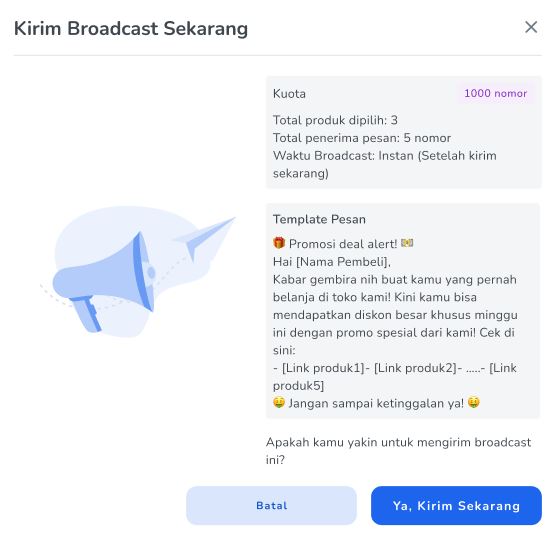 Kirim Broadcast Sekarang
Kuota
1000 nomor
Total produk dipilih: 3
Total penerima pesan: 5 nomor
Waktu Broadcast: Instan (Setelah kirim
sekarang)
Template Pesan
🎁 Promosi deal alert! 💵
Hai [Nama Pembeli],
Kabar gembira nih buat kamu yang pernah
belanja di toko kami! Kini kamu bisa
mendapatkan diskon besar khusus minggu
ini dengan promo spesial dari kami! Cek di
sini:
- [Link produk1]- [Link produk2]- .....- [Link
produk5]
🤑 Jangan sampai ketinggalan ya! 🤑
Apakah kamu yakin untuk mengirim broadcast
ini?
Batal
Ya, Kirim Sekarang